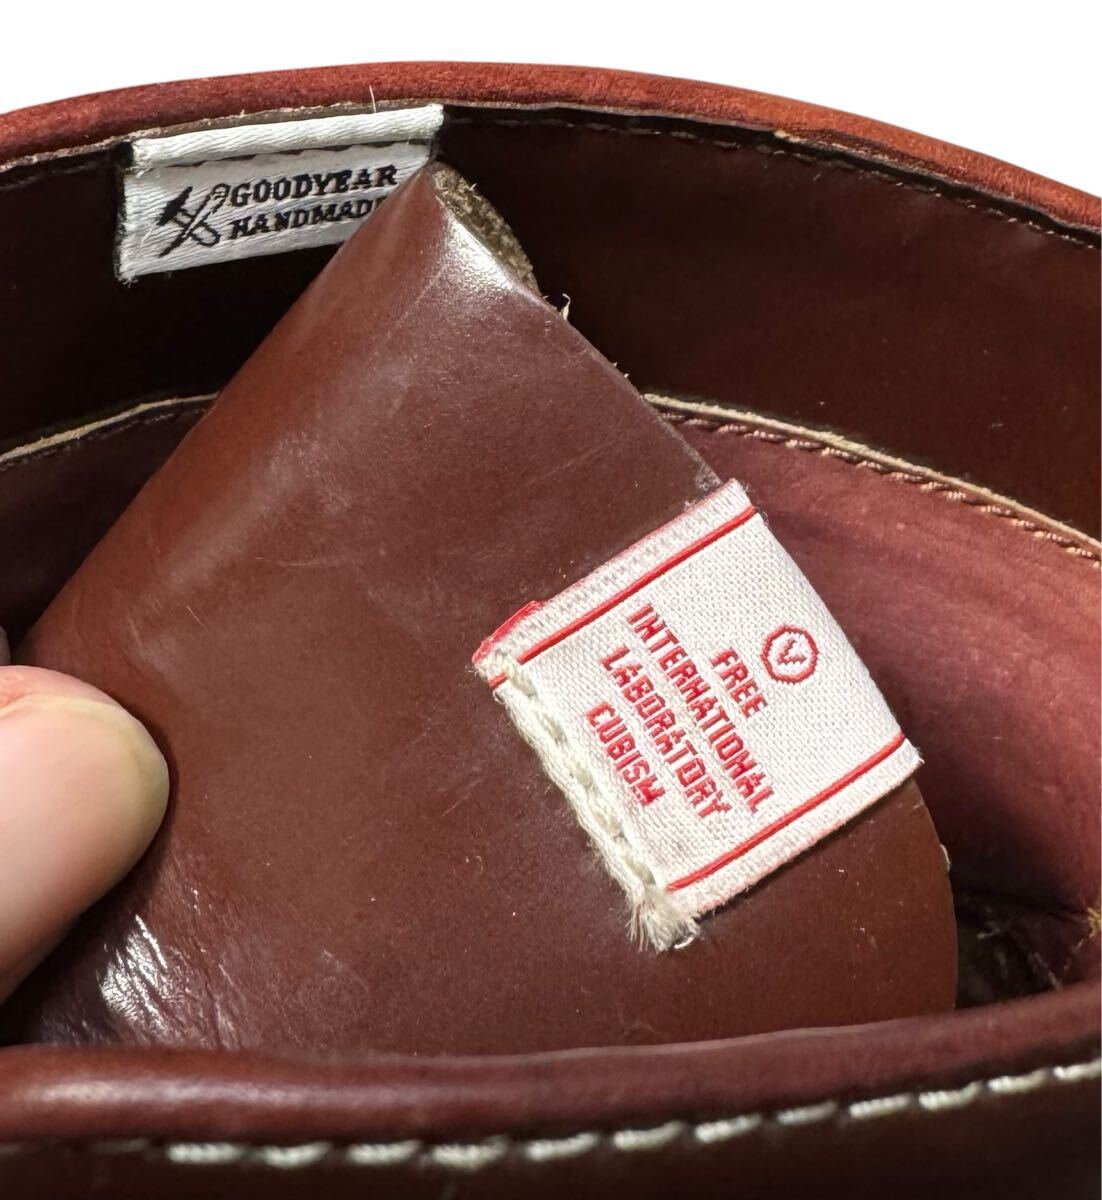 GOODYEAR
HANDMADE
V
FREE
INTERNATIONAL
LABORATORY
CUBISM